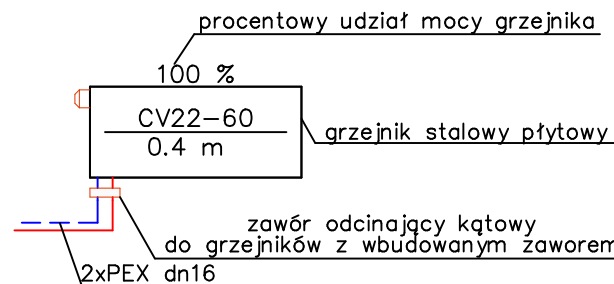 procentowy udział mocy grzejnika
100 %
CV22-60
0.4 m
grzejnik stalowy płytowy
zawór odcinający kątowy
do grzejników z wbudowanym zaworem
2xPEX dn16